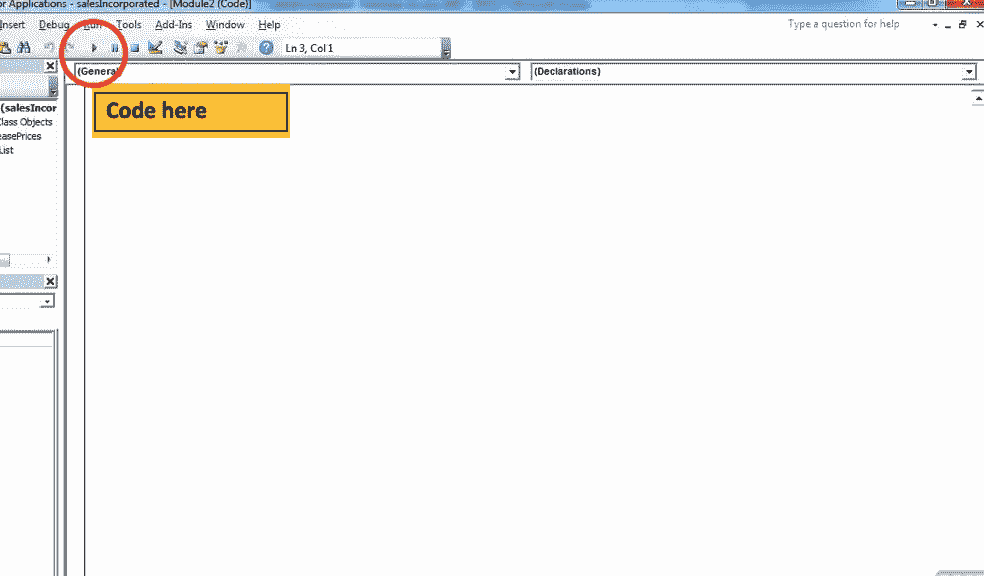 or Applications - salesIncorporated - [Module2 (Code)]
Insert Debug Run Tools Add-Ins Window Help Type a question for help
Ln 3, Col 1
(General) (Declarations)
Code here
(salesIncor
Class Objects
easePrices
List